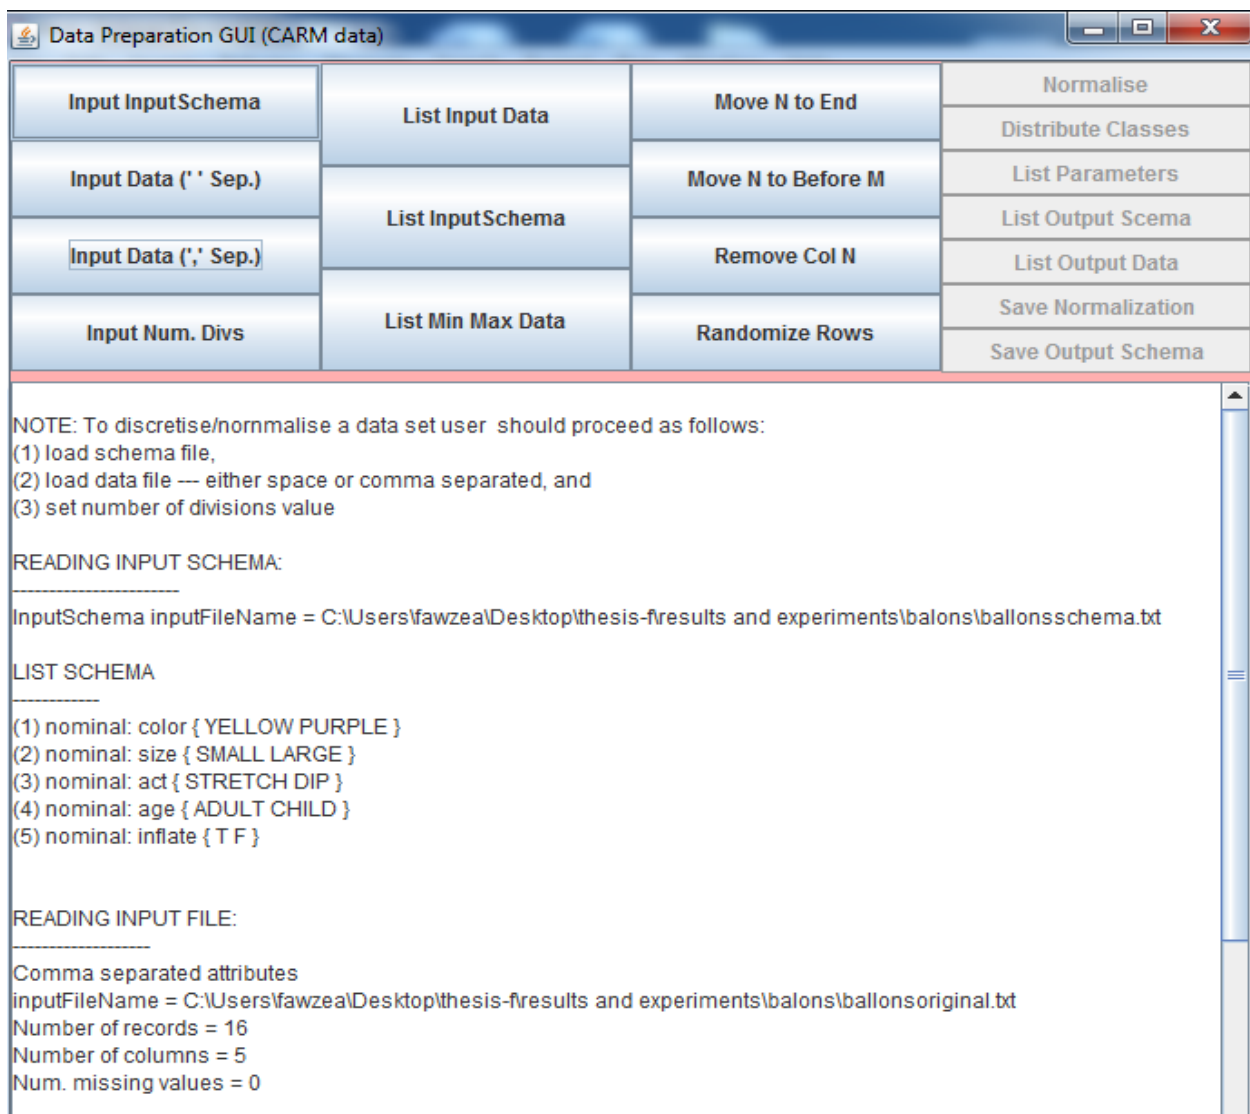 Data Preparation GUI (CARM data)
Input InputSchema
Input Data (' ' Sep.)
Input Data (',' Sep.)
Input Num. Divs
List Input Data
List InputSchema
List Min Max Data
Move N to End
Move N to Before M
Remove Col N
Randomize Rows
Normalise
Distribute Classes
List Parameters
List Output Scema
List Output Data
Save Normalization
Save Output Schema
NOTE: To discretise/nornmalise a data set user  should proceed as follows:
(1) load schema file,
(2) load data file --- either space or comma separated, and
(3) set number of divisions value
READING INPUT SCHEMA:
-----------------------
InputSchema inputFileName = C:\Users\fawzea\Desktop\thesis-f\results and experiments\balons\ballonsschema.txt
LIST SCHEMA
------------
(1) nominal: color { YELLOW PURPLE }
(2) nominal: size { SMALL LARGE }
(3) nominal: act { STRETCH DIP }
(4) nominal: age { ADULT CHILD }
(5) nominal: inflate { T F }
READING INPUT FILE:
-------------------
Comma separated attributes
inputFileName = C:\Users\fawzea\Desktop\thesis-f\results and experiments\balons\ballonsoriginal.txt
Number of records = 16
Number of columns = 5
Num. missing values = 0